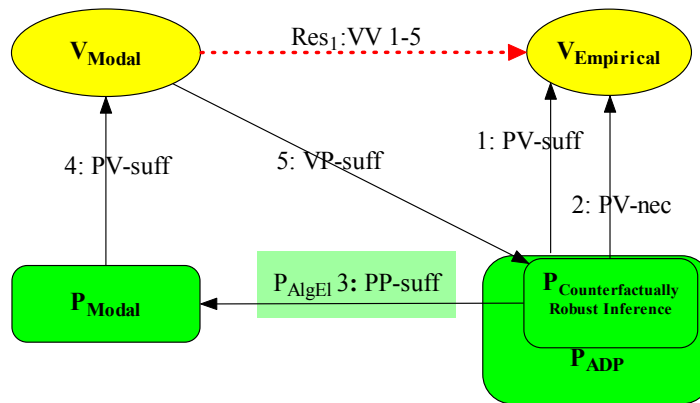 Res₁:VV 1-5
V_Modal
V_Empirical
1: PV-suff
4: PV-suff
5: VP-suff
2: PV-nec
P_AlgEl 3: PP-suff
P_Modal
P_Counterfactually
Robust Inference
P_ADP